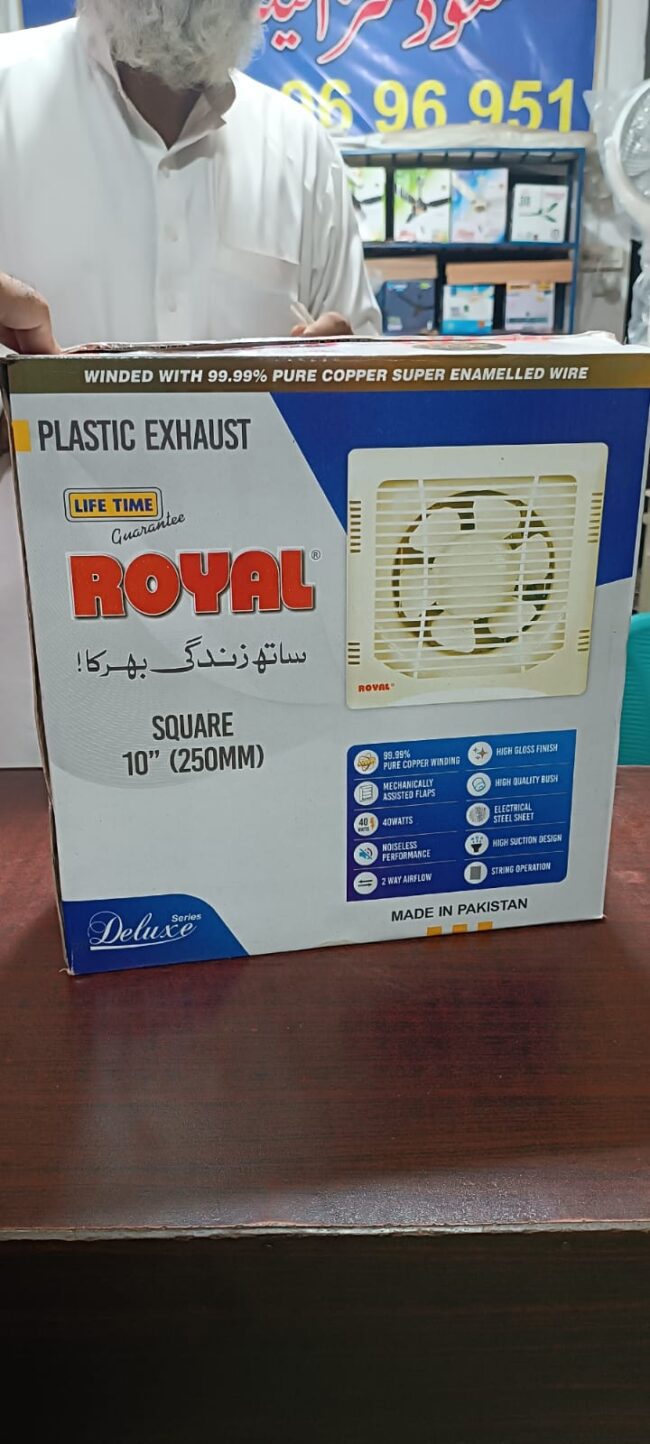 96 96 951
WINDED WITH 99.99% PURE COPPER SUPER ENAMELLED WIRE
PLASTIC EXHAUST
LIFE TIME
Guarantee
ROYAL®
ساتھ زندگی بھر کا!
SQUARE
10” (250MM)
ROYAL®
99.99%
PURE COPPER WINDING
MECHANICALLY
ASSISTED FLAPS
40 WATTS
40WATTS
NOISELESS
PERFORMANCE
2 WAY AIRFLOW
HIGH GLOSS FINISH
HIGH QUALITY BUSH
ELECTRICAL
STEEL SHEET
HIGH SUCTION DESIGN
STRING OPERATION
MADE IN PAKISTAN
Deluxe Series